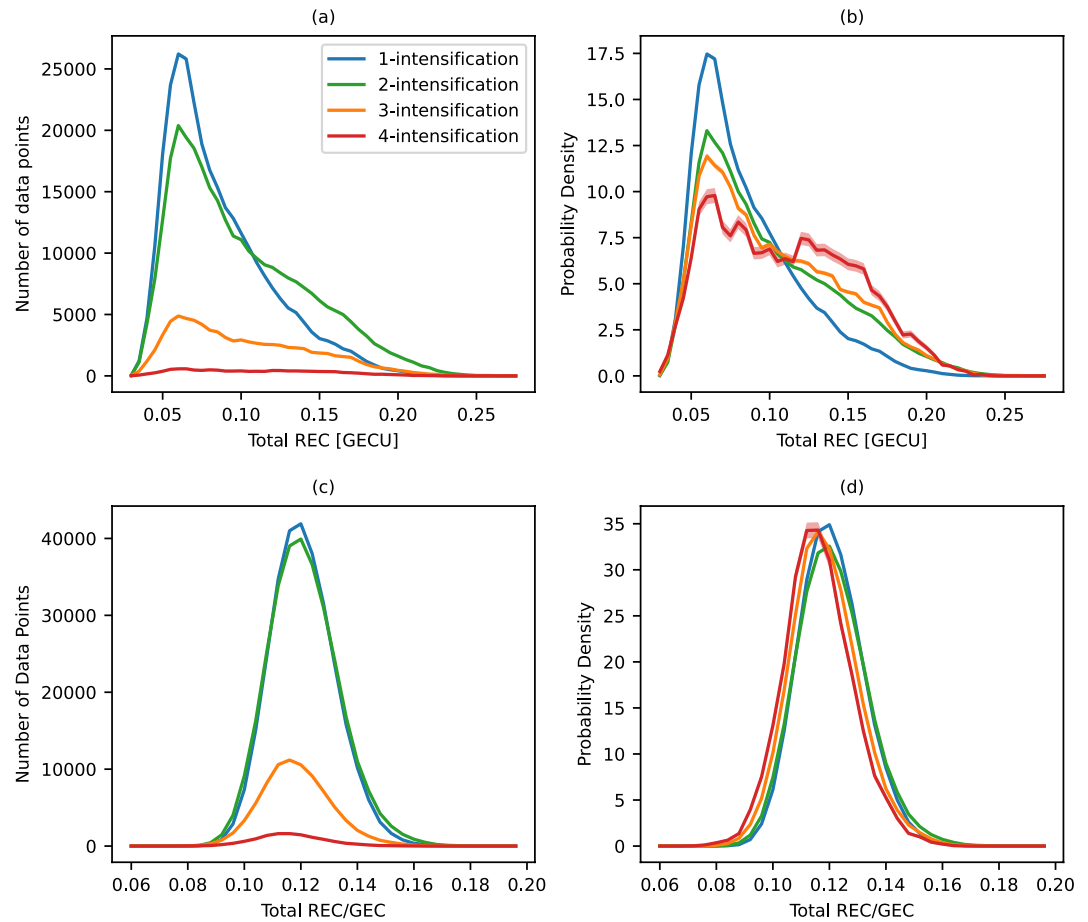 (a)
25000
20000
15000
10000
5000
0
Number of data points
1-intensification
2-intensification
3-intensification
4-intensification
0.05 0.10 0.15 0.20 0.25
Total REC [GECU]
(b)
17.5
15.0
12.5
10.0
7.5
5.0
2.5
0.0
Probability Density
0.05 0.10 0.15 0.20 0.25
Total REC [GECU]
(c)
40000
30000
20000
10000
0
Number of Data Points
0.06 0.08 0.10 0.12 0.14 0.16 0.18 0.20
Total REC/GEC
(d)
35
30
25
20
15
10
5
0
Probability Density
0.06 0.08 0.10 0.12 0.14 0.16 0.18 0.20
Total REC/GEC